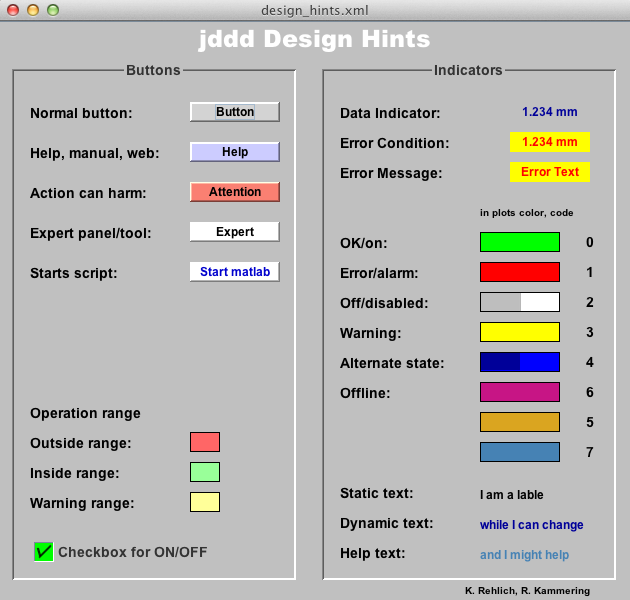 design_hints.xml
jddd Design Hints
Buttons
Normal button: Button
Help, manual, web: Help
Action can harm: Attention
Expert panel/tool: Expert
Starts script: Start matlab
Operation range
Outside range:
Inside range:
Warning range:
Checkbox for ON/OFF
Indicators
Data Indicator: 1.234 mm
Error Condition: 1.234 mm
Error Message: Error Text
in plots color, code
OK/on: 0
Error/alarm: 1
Off/disabled: 2
Warning: 3
Alternate state: 4
Offline: 6
5
7
Static text: I am a lable
Dynamic text: while I can change
Help text: and I might help
K. Rehlich, R. Kammering